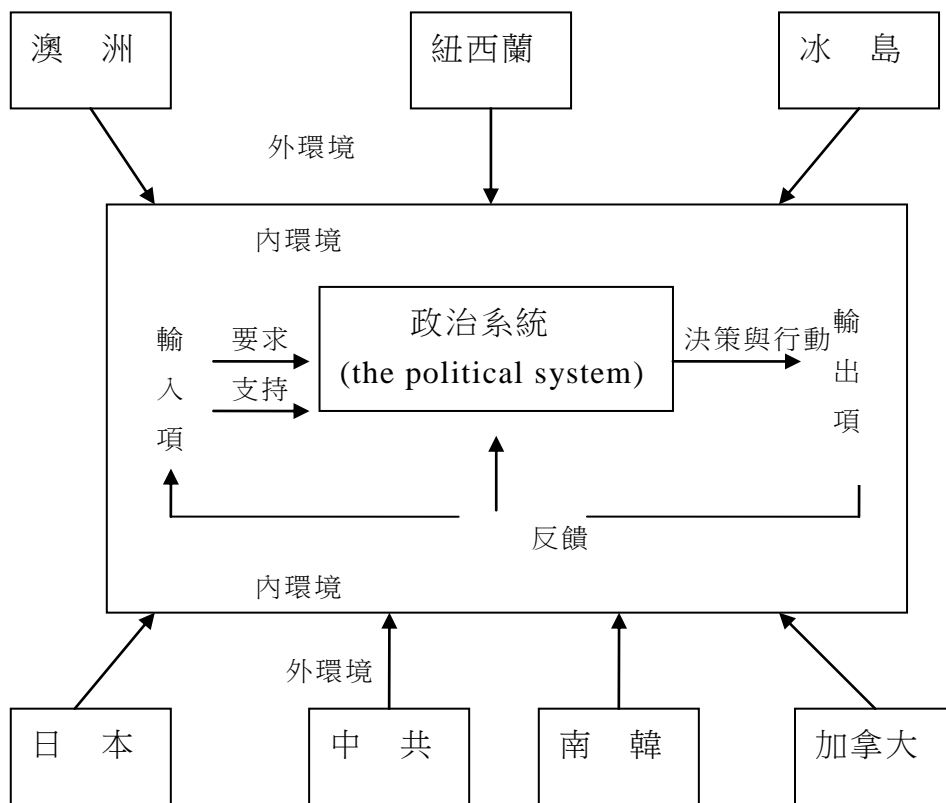 澳 洲
紐西蘭
冰 島
外環境
內環境
輸入項
要求
支持
政治系統
(the political system)
決策與行動
輸出項
反饋
內環境
外環境
日 本
中 共
南 韓
加拿大